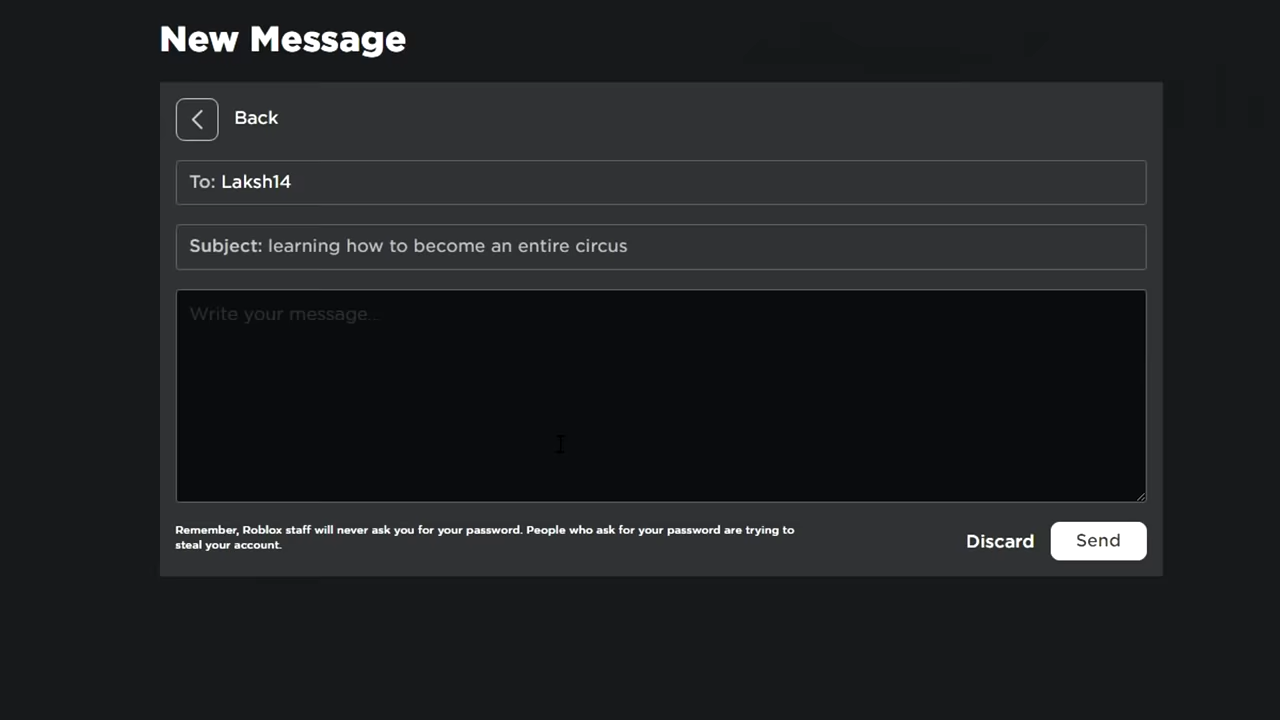 New Message
Back
To: Laksh14
Subject: learning how to become an entire circus
Write your message...
Remember, Roblox staff will never ask you for your password. People who ask for your password are trying to
steal your account.
Discard
Send